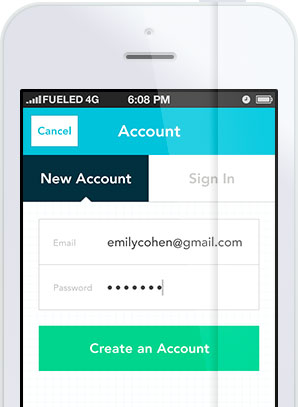 FUELED 4G 6:08 PM
Cancel Account
New Account Sign In
Email emilycohen@gmail.com
Password •••••••
Create an Account